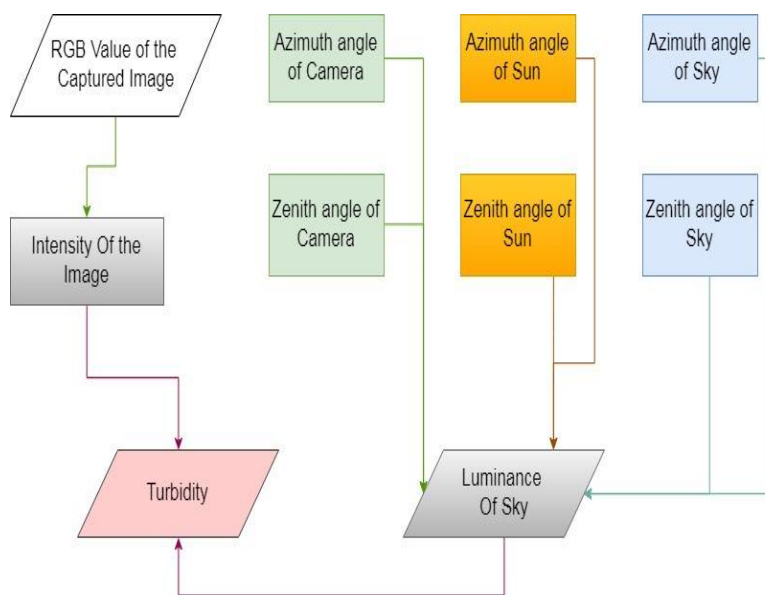 RGB Value of the
Captured Image
Azimuth angle
of Camera
Azimuth angle
of Sun
Azimuth angle
of Sky
Zenith angle of
Camera
Zenith angle of
Sun
Zenith angle of
Sky
Intensity Of the
Image
Turbidity
Luminance
Of Sky